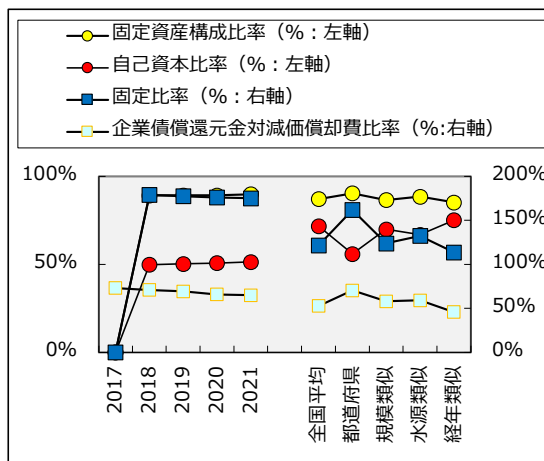 固定資産構成比率（%：左軸）
自己資本比率（%：左軸）
固定比率（%：右軸）
企業債償還元金対減価償却費比率（%:右軸）
100%
50%
0%
200%
150%
100%
50%
0%
2017
2018
2019
2020
2021
全国平均
都道府県
規模類似
水源類似
経年類似